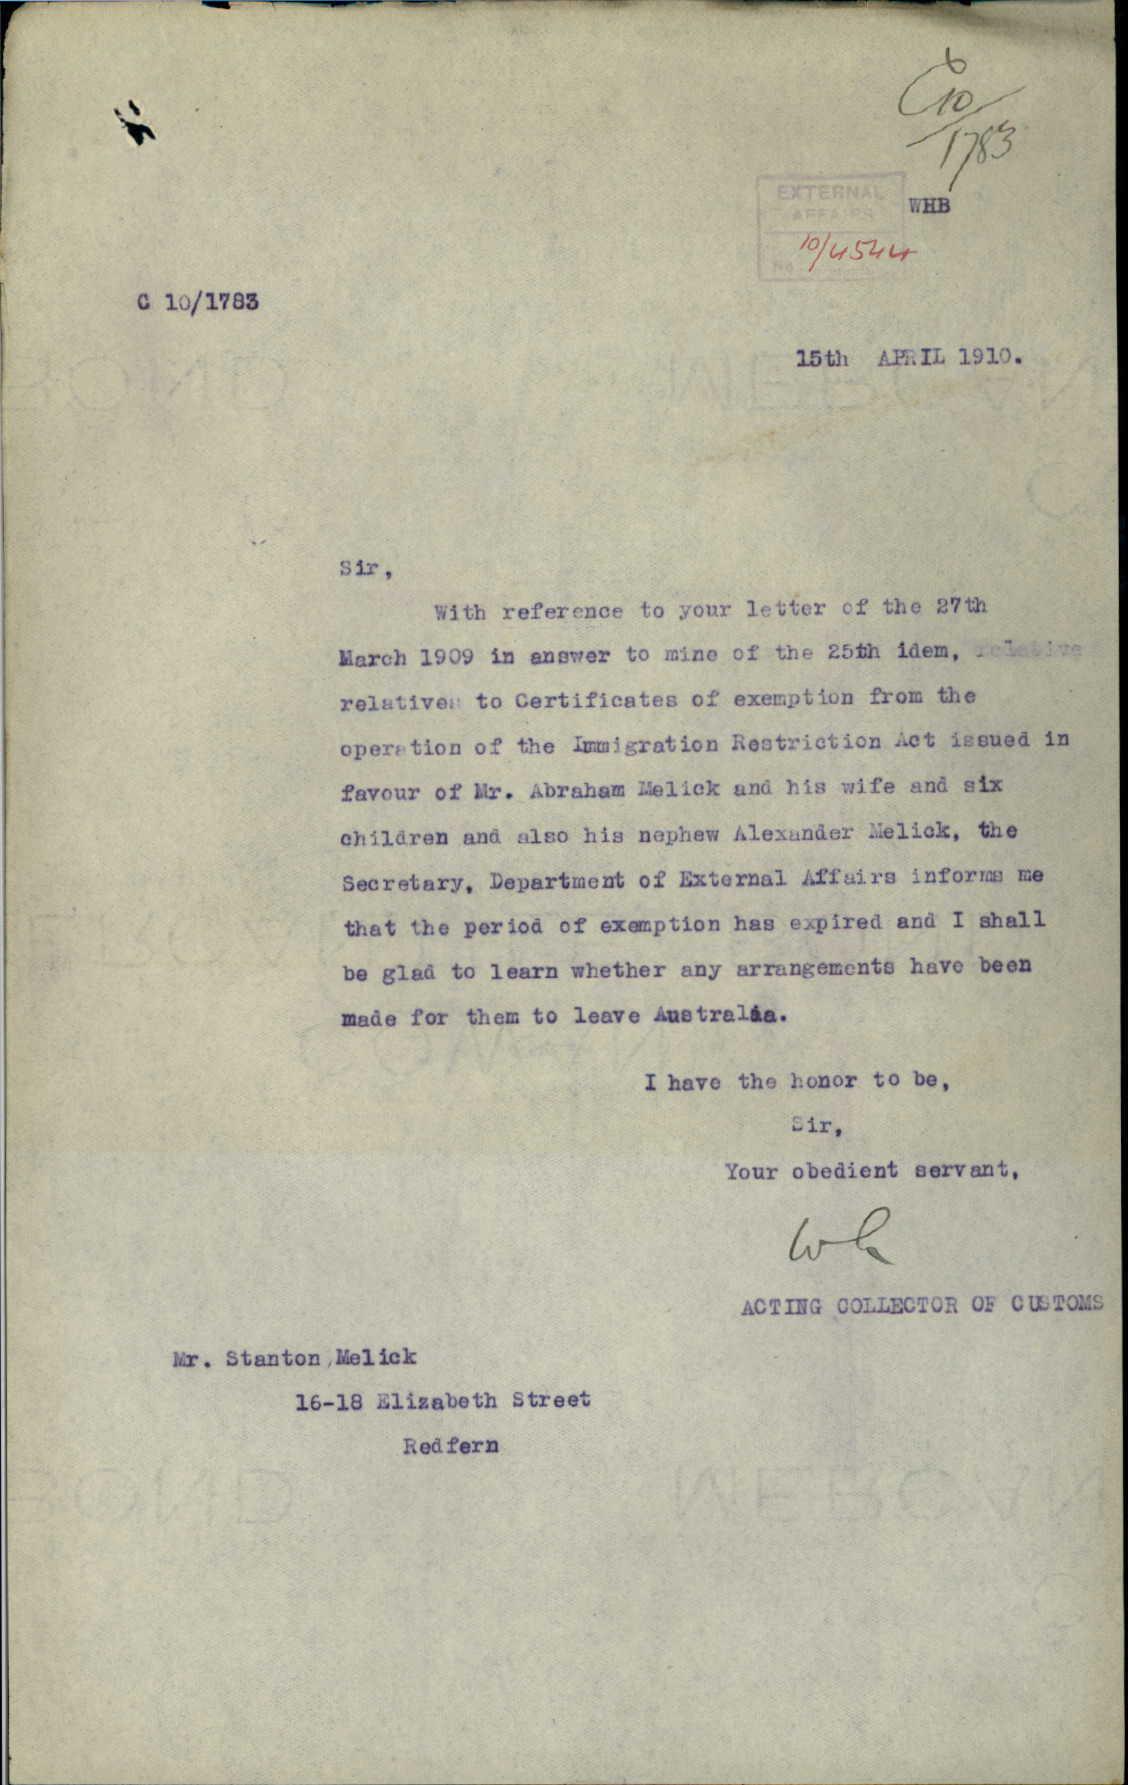 C10/1783
EXTERNAL
AFFAIRS
WHB
No. 10/4544
C 10/1783
15th APRIL 1910.
Sir,
With reference to your letter of the 27th
March 1909 in answer to mine of the 25th idem, relative
relative to Certificates of exemption from the
operation of the Immigration Restriction Act issued in
favour of Mr. Abraham Melick and his wife and six
children and also his nephew Alexander Melick, the
Secretary, Department of External Affairs informs me
that the period of exemption has expired and I shall
be glad to learn whether any arrangements have been
made for them to leave Australia.
I have the honor to be,
Sir,
Your obedient servant,
ACTING COLLECTOR OF CUSTOMS
Mr. Stanton Melick
16-18 Elizabeth Street
Redfern